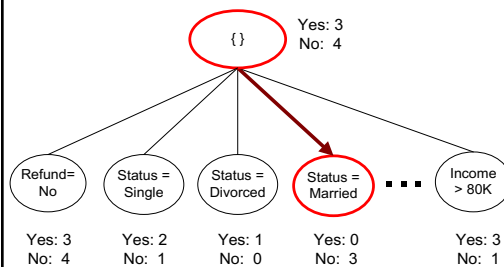 { }
Yes: 3
No: 4
Refund=
No
Status =
Single
Status =
Divorced
Status =
Married
Income
> 80K
Yes: 3
No: 4
Yes: 2
No: 1
Yes: 1
No: 0
Yes: 0
No: 3
Yes: 3
No: 1